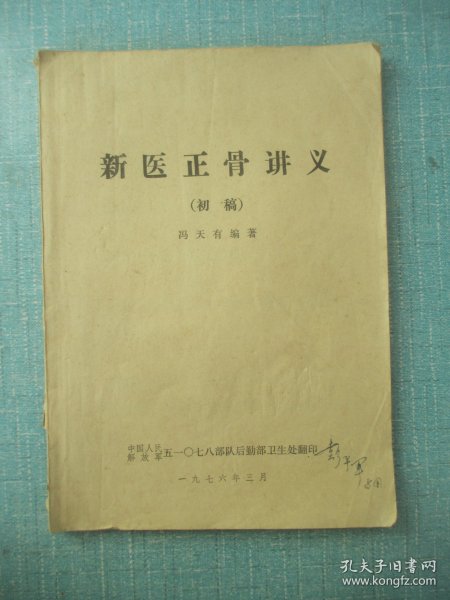 新医正骨讲义
（初稿）
冯天有编著
中国人民
解放军五一〇七八部队后勤部卫生处翻印
一九七六年三月
孔夫子旧书网
www.kongfz.com